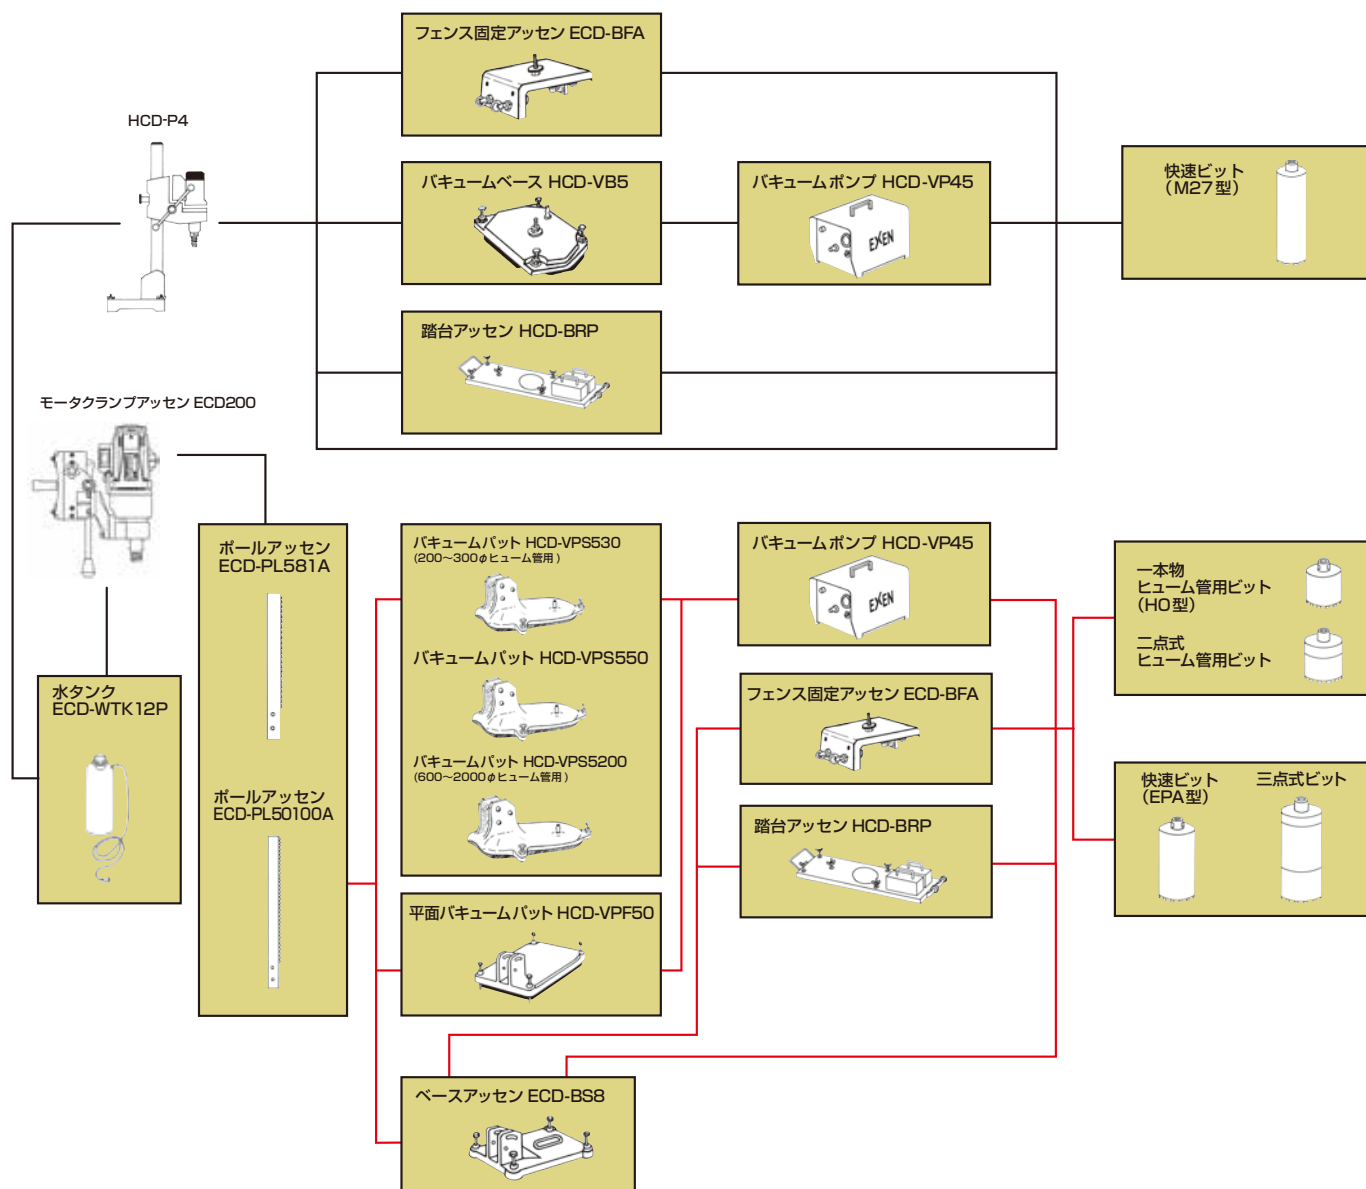 フェンス固定アッセン ECD-BFA
HCD-P4
バキュームベース HCD-VB5
バキュームポンプ HCD-VP45
EXEN
快速ビット
（M27型）
踏台アッセン HCD-BRP
モータクランプアッセン ECD200
ポールアッセン
ECD-PL581A
バキュームパット HCD-VPS530
(200〜300φヒューム管用)
バキュームポンプ HCD-VP45
EXEN
一本物
ヒューム管用ビット
（HO型）
二点式
ヒューム管用ビット
バキュームパット HCD-VPS550
フェンス固定アッセン ECD-BFA
水タンク
ECD-WTK12P
バキュームパット HCD-VPS5200
(600〜2000φヒューム管用)
快速ビット
（EPA型）
三点式ビット
ポールアッセン
ECD-PL50100A
踏台アッセン HCD-BRP
平面バキュームパット HCD-VPF50
ベースアッセン ECD-BS8